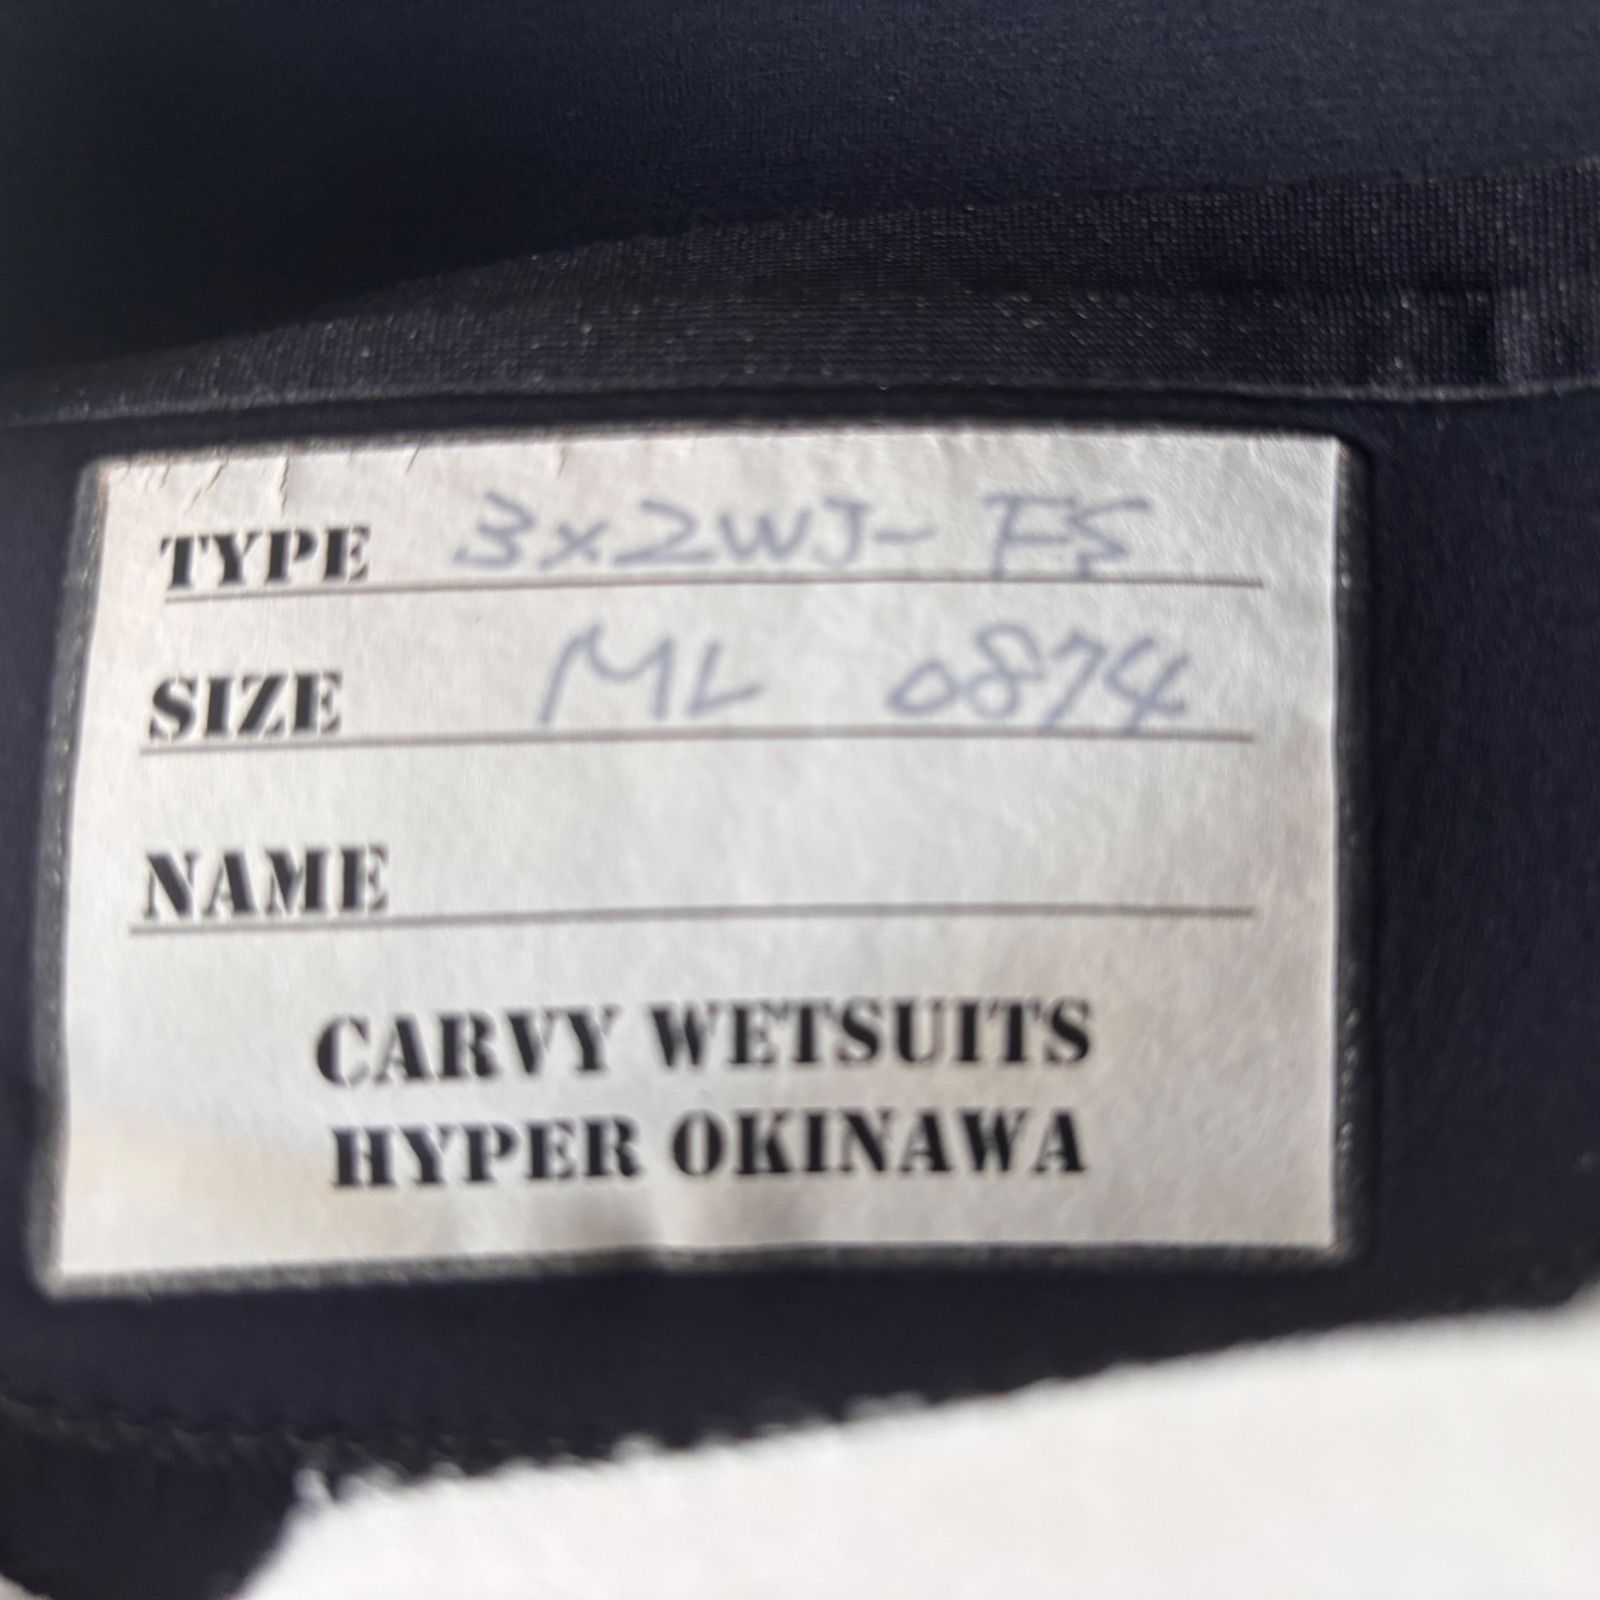 TYPE 3x2WJ- FS
SIZE ML 0874
NAME
CARVY WETSUITS
HYPER OKINAWA